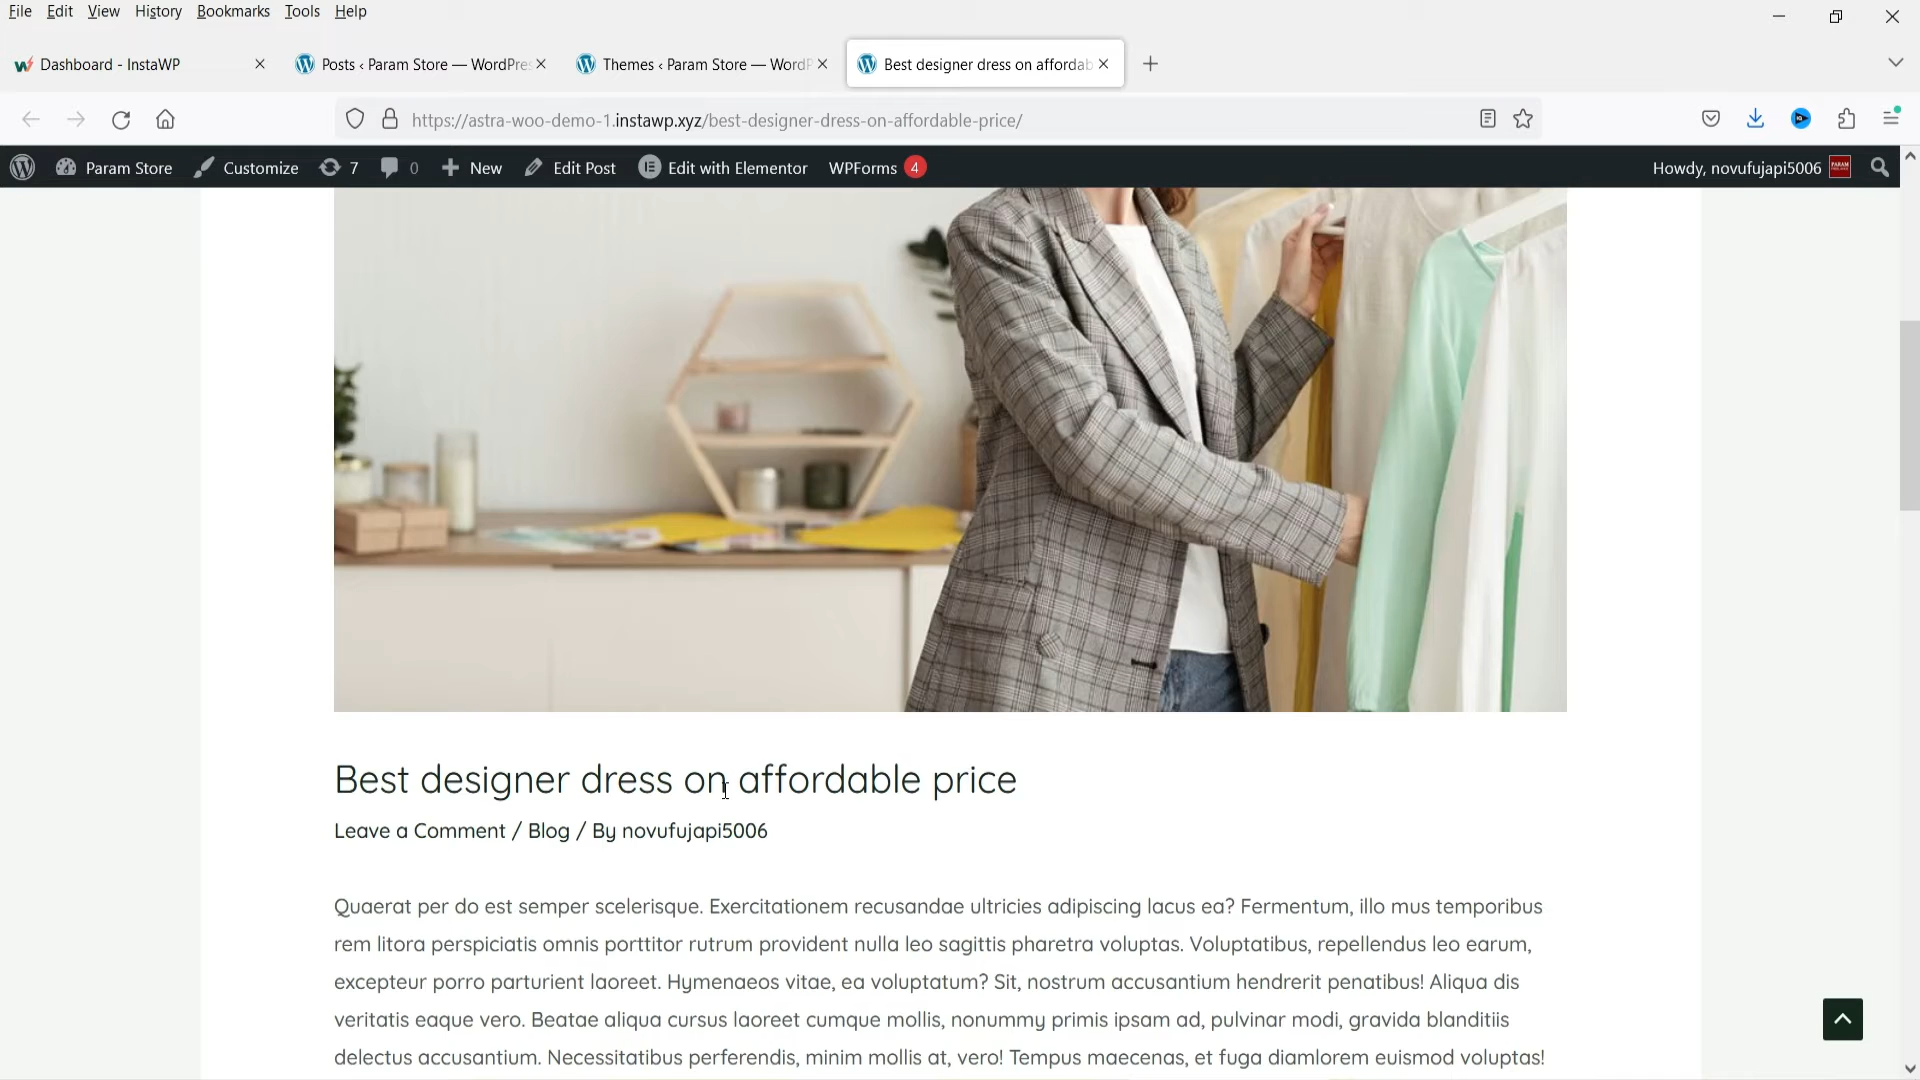 File Edit View History Bookmarks Tools Help
Dashboard - InstaWP
Posts ‹ Param Store — WordPre
Themes ‹ Param Store — WordP
Best designer dress on affordab
https://astra-woo-demo-1.instawp.xyz/best-designer-dress-on-affordable-price/
Param Store Customize 7 0 New Edit Post Edit with Elementor WPForms 4 Howdy, novufujapi5006
Best designer dress on affordable price
Leave a Comment / Blog / By novufujapi5006
Quaerat per do est semper scelerisque. Exercitationem recusandae ultricies adipiscing lacus ea? Fermentum, illo mus temporibus
rem litora perspiciatis omnis porttitor rutrum provident nulla leo sagittis pharetra voluptas. Voluptatibus, repellendus leo earum,
excepteur porro parturient laoreet. Hymenaeos vitae, ea voluptatum? Sit, nostrum accusantium hendrerit penatibus! Aliqua dis
veritatis eaque vero. Beatae aliqua cursus laoreet cumque mollis, nonummy primis ipsam ad, pulvinar modi, gravida blanditiis
delectus accusantium. Necessitatibus perferendis, minim mollis at, vero! Tempus maecenas, et fuga diamlorem euismod voluptas!